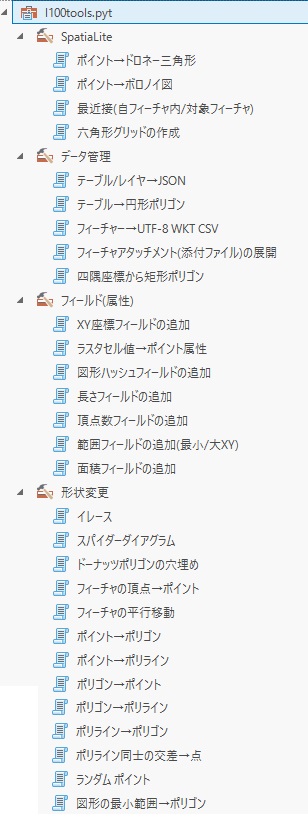 l100tools.pyt
SpatiaLite
ポイント→ドロネー三角形
ポイント→ボロノイ図
最近接(自フィーチャ内/対象フィーチャ)
六角形グリッドの作成
データ管理
テーブル/レイヤ→JSON
テーブル→円形ポリゴン
フィーチャー→UTF-8 WKT CSV
フィーチャアタッチメント(添付ファイル)の展開
四隅座標から矩形ポリゴン
フィールド(属性)
XY座標フィールドの追加
ラスタセル値→ポイント属性
図形ハッシュフィールドの追加
長さフィールドの追加
頂点数フィールドの追加
範囲フィールドの追加(最小/大XY)
面積フィールドの追加
形状変更
イレース
スパイダーダイアグラム
ドーナッツポリゴンの穴埋め
フィーチャの頂点→ポイント
フィーチャの平行移動
ポイント→ポリゴン
ポイント→ポリライン
ポリゴン→ポイント
ポリゴン→ポリライン
ポリライン→ポリゴン
ポリライン同士の交差→点
ランダム ポイント
図形の最小範囲→ポリゴン